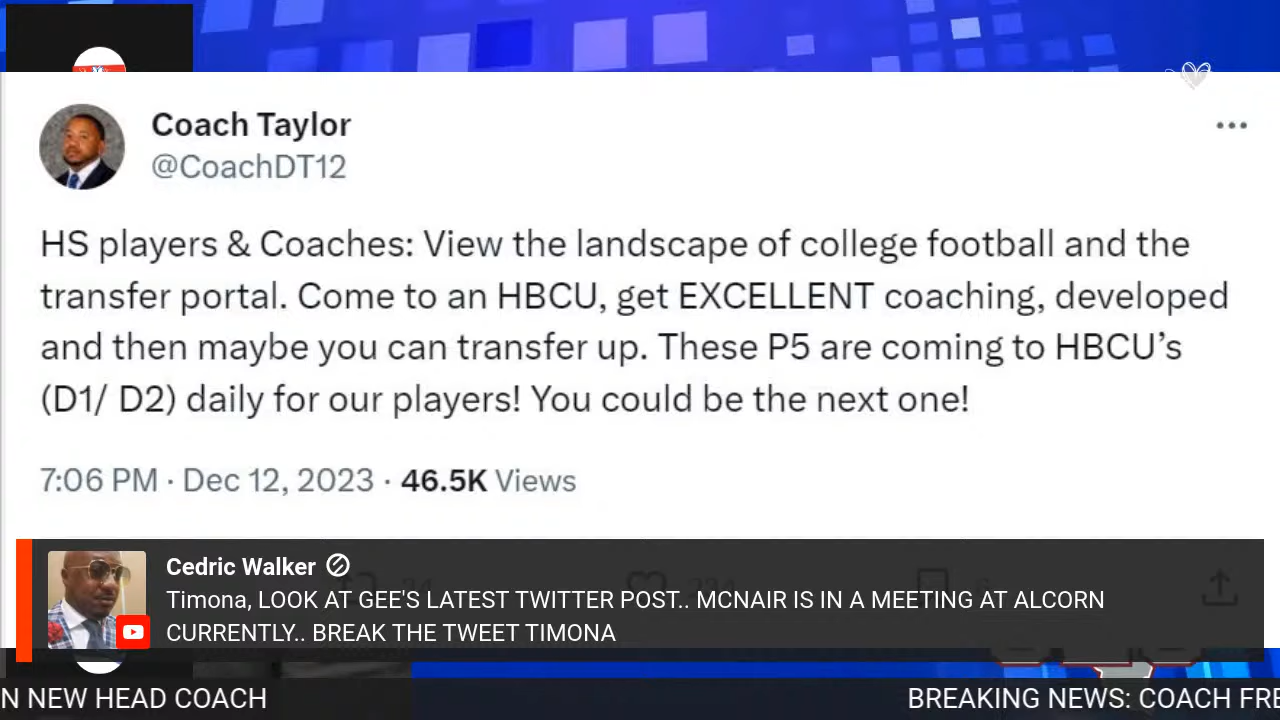 Coach Taylor
@CoachDT12
HS players & Coaches: View the landscape of college football and the
transfer portal. Come to an HBCU, get EXCELLENT coaching, developed
and then maybe you can transfer up. These P5 are coming to HBCU’s
(D1/ D2) daily for our players! You could be the next one!
7:06 PM · Dec 12, 2023 · 46.5K Views
Cedric Walker
Timona, LOOK AT GEE'S LATEST TWITTER POST.. MCNAIR IS IN A MEETING AT ALCORN
CURRENTLY.. BREAK THE TWEET TIMONA
N NEW HEAD COACH BREAKING NEWS: COACH FRE